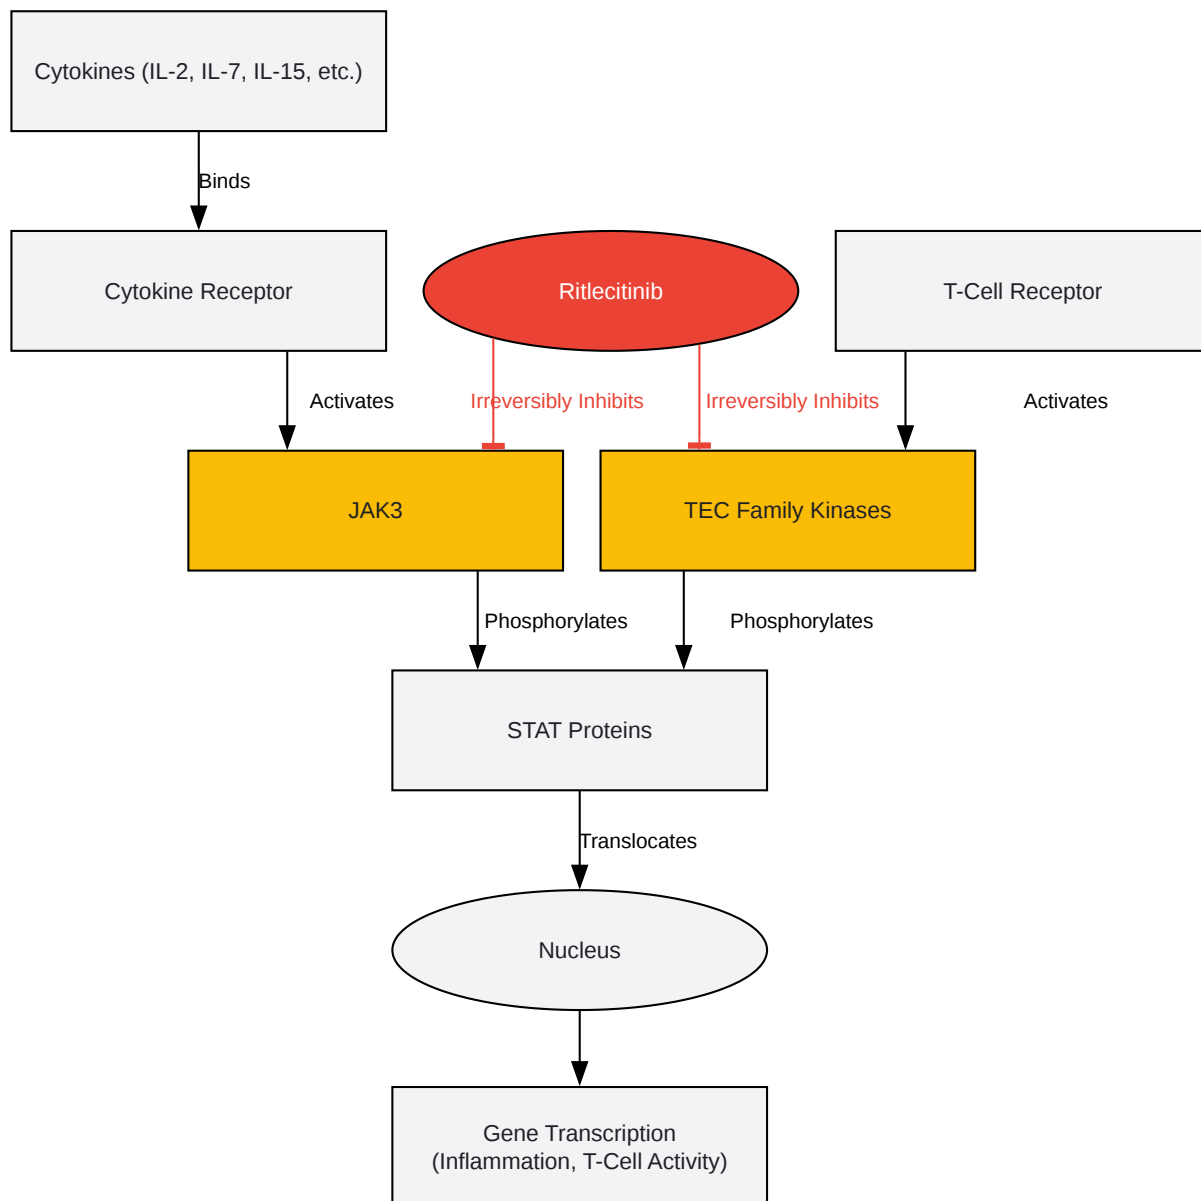 Cytokines (IL-2, IL-7, IL-15, etc.)
Binds
Cytokine Receptor
Ritlecitinib
T-Cell Receptor
Activates
Irreversibly Inhibits
Irreversibly Inhibits
Activates
JAK3
TEC Family Kinases
Phosphorylates
Phosphorylates
STAT Proteins
Translocates
Nucleus
Gene Transcription
(Inflammation, T-Cell Activity)